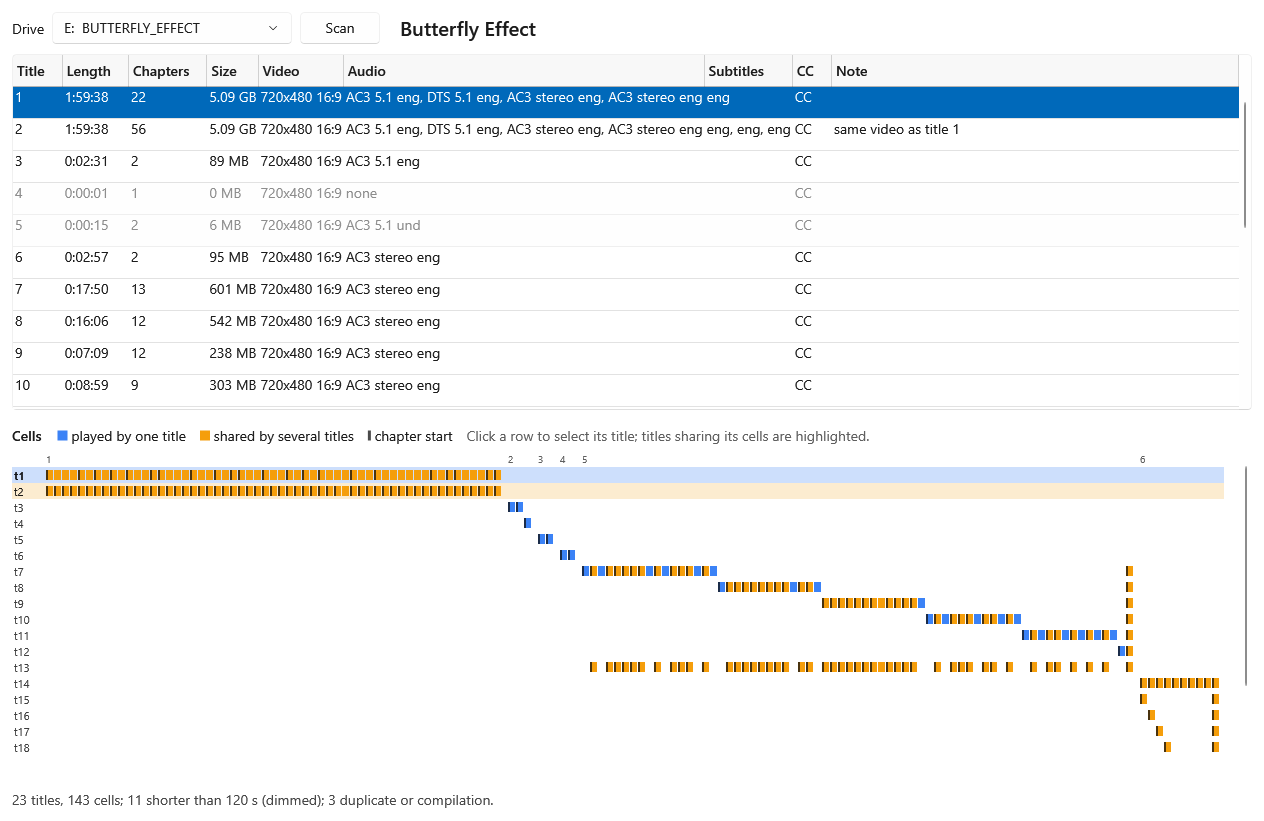 Drive E: BUTTERFLY_EFFECT Scan Butterfly Effect
Title Length Chapters Size Video Audio Subtitles CC Note
1 1:59:38 22 5.09 GB 720x480 16:9 AC3 5.1 eng, DTS 5.1 eng, AC3 stereo eng, AC3 stereo eng eng CC
2 1:59:38 56 5.09 GB 720x480 16:9 AC3 5.1 eng, DTS 5.1 eng, AC3 stereo eng, AC3 stereo eng eng, eng, eng CC same video as title 1
3 0:02:31 2 89 MB 720x480 16:9 AC3 5.1 eng CC
4 0:00:01 1 0 MB 720x480 16:9 none CC
5 0:00:15 2 6 MB 720x480 16:9 AC3 5.1 und CC
6 0:02:57 2 95 MB 720x480 16:9 AC3 stereo eng CC
7 0:17:50 13 601 MB 720x480 16:9 AC3 stereo eng CC
8 0:16:06 12 542 MB 720x480 16:9 AC3 stereo eng CC
9 0:07:09 12 238 MB 720x480 16:9 AC3 stereo eng CC
10 0:08:59 9 303 MB 720x480 16:9 AC3 stereo eng CC
Cells played by one title shared by several titles chapter start Click a row to select its title; titles sharing its cells are highlighted.
1 2 3 4 5 6
t1
t2
t3
t4
t5
t6
t7
t8
t9
t10
t11
t12
t13
t14
t15
t16
t17
t18
23 titles, 143 cells; 11 shorter than 120 s (dimmed); 3 duplicate or compilation.